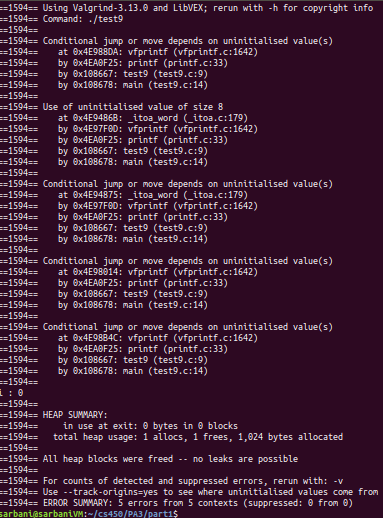 ==1594== Using Valgrind-3.13.0 and LibVEX; rerun with -h for copyright info
==1594== Command: ./test9
==1594==
==1594== Conditional jump or move depends on uninitialised value(s)
==1594==    at 0x4E988DA: vfprintf (vfprintf.c:1642)
==1594==    by 0x4EA0F25: printf (printf.c:33)
==1594==    by 0x108667: test9 (test9.c:9)
==1594==    by 0x108678: main (test9.c:14)
==1594==
==1594== Use of uninitialised value of size 8
==1594==    at 0x4E9486B: _itoa_word (_itoa.c:179)
==1594==    by 0x4E97F0D: vfprintf (vfprintf.c:1642)
==1594==    by 0x4EA0F25: printf (printf.c:33)
==1594==    by 0x108667: test9 (test9.c:9)
==1594==    by 0x108678: main (test9.c:14)
==1594==
==1594== Conditional jump or move depends on uninitialised value(s)
==1594==    at 0x4E94875: _itoa_word (_itoa.c:179)
==1594==    by 0x4E97F0D: vfprintf (vfprintf.c:1642)
==1594==    by 0x4EA0F25: printf (printf.c:33)
==1594==    by 0x108667: test9 (test9.c:9)
==1594==    by 0x108678: main (test9.c:14)
==1594==
==1594== Conditional jump or move depends on uninitialised value(s)
==1594==    at 0x4E98014: vfprintf (vfprintf.c:1642)
==1594==    by 0x4EA0F25: printf (printf.c:33)
==1594==    by 0x108667: test9 (test9.c:9)
==1594==    by 0x108678: main (test9.c:14)
==1594==
==1594== Conditional jump or move depends on uninitialised value(s)
==1594==    at 0x4E98B4C: vfprintf (vfprintf.c:1642)
==1594==    by 0x4EA0F25: printf (printf.c:33)
==1594==    by 0x108667: test9 (test9.c:9)
==1594==    by 0x108678: main (test9.c:14)
==1594==
i : 0
==1594==
==1594== HEAP SUMMARY:
==1594==     in use at exit: 0 bytes in 0 blocks
==1594==   total heap usage: 1 allocs, 1 frees, 1,024 bytes allocated
==1594==
==1594== All heap blocks were freed -- no leaks are possible
==1594==
==1594== For counts of detected and suppressed errors, rerun with: -v
==1594== Use --track-origins=yes to see where uninitialised values come from
==1594== ERROR SUMMARY: 5 errors from 5 contexts (suppressed: 0 from 0)
sarbani@sarbaniVM:~/cs450/PA3/part1$